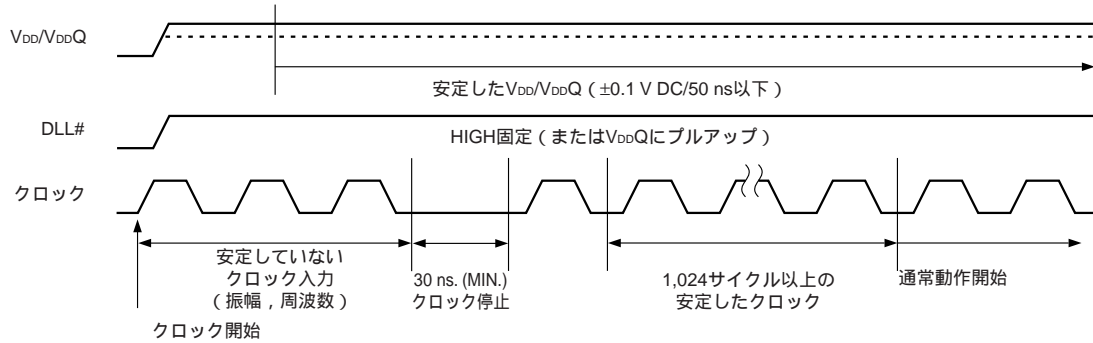 VDD/VDDQ
安定したVDD/VDDQ（±0.1 V DC/50 ns以下）
DLL#
HIGH固定（またはVDDQにプルアップ）
クロック
安定していない
クロック入力
（振幅，周波数）
30 ns. (MIN.)
クロック停止
1,024サイクル以上の
安定したクロック
通常動作開始
クロック開始